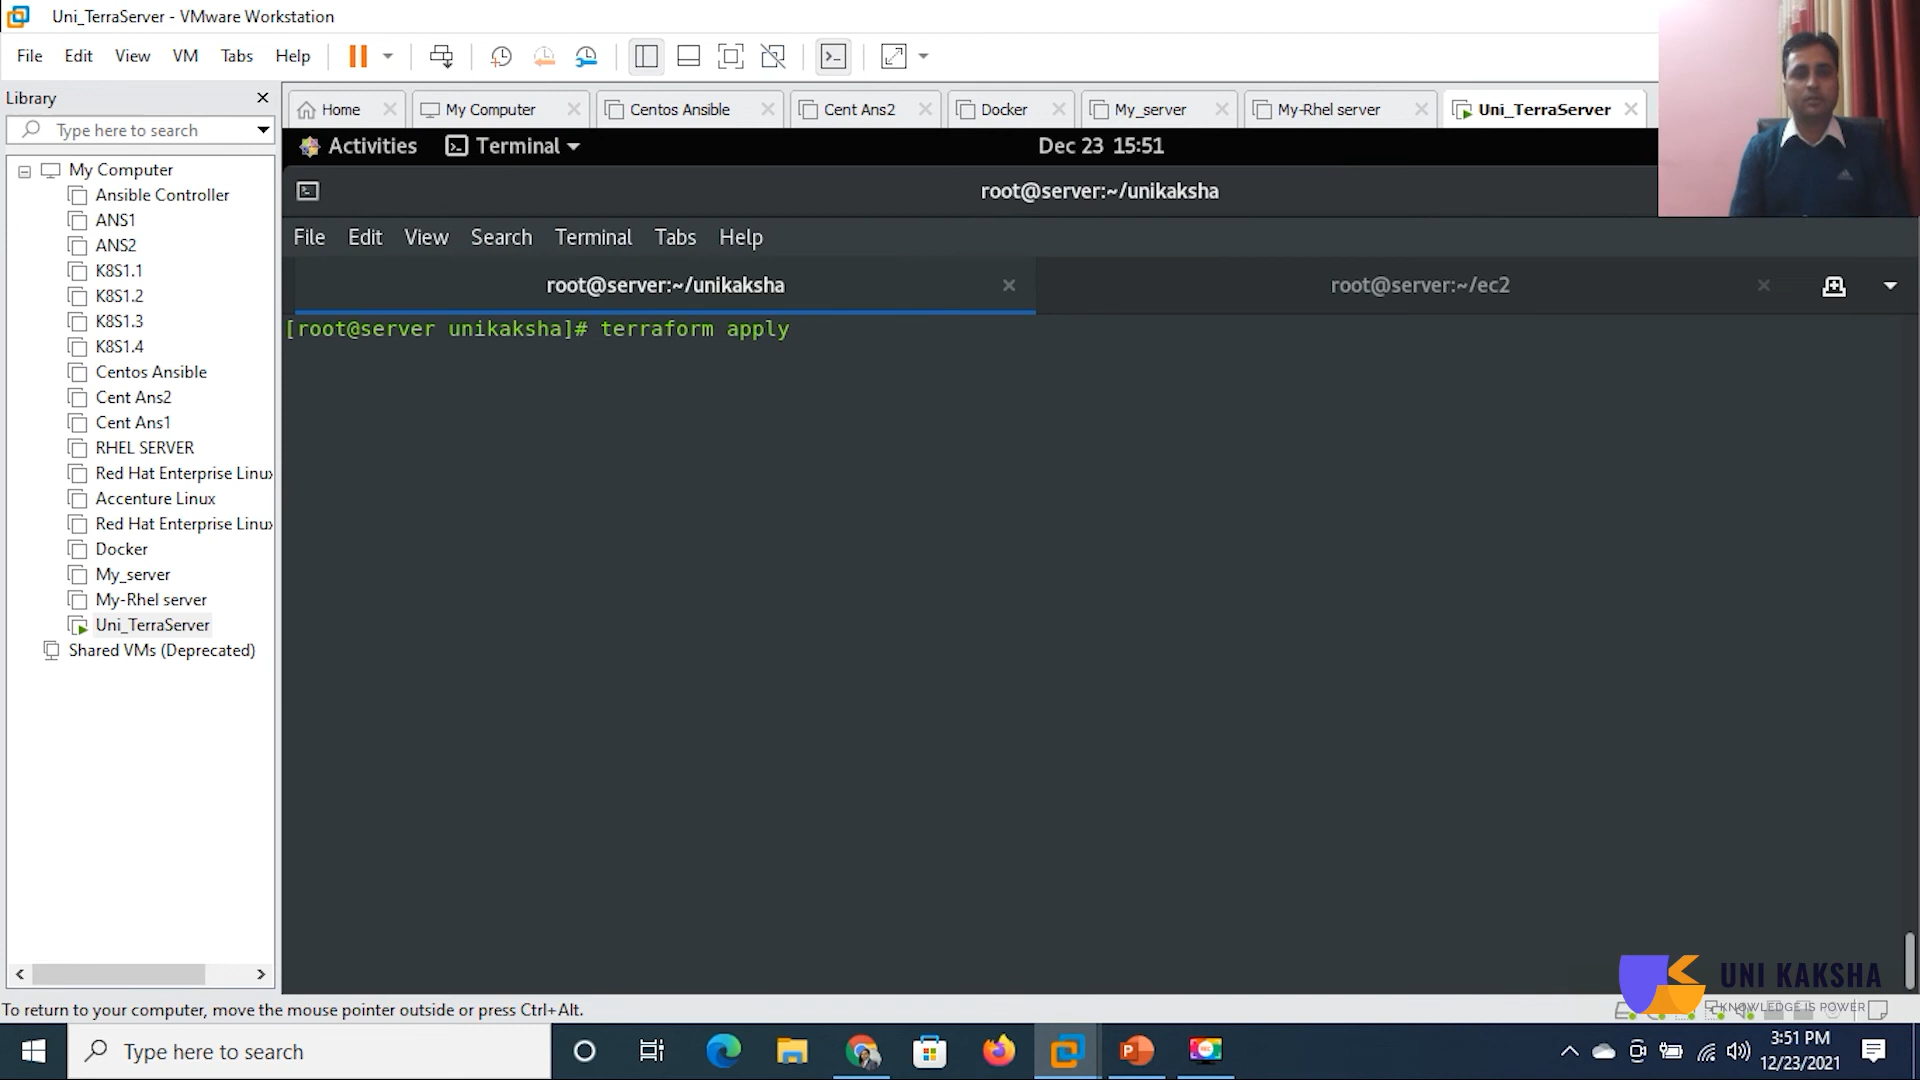 Uni_TerraServer - VMware Workstation
File Edit View VM Tabs Help
Library
Type here to search
My Computer
Ansible Controller
ANS1
ANS2
K8S1.1
K8S1.2
K8S1.3
K8S1.4
Centos Ansible
Cent Ans2
Cent Ans1
RHEL SERVER
Red Hat Enterprise Linux
Accenture Linux
Red Hat Enterprise Linux
Docker
My_server
My-Rhel server
Uni_TerraServer
Shared VMs (Deprecated)
Home My Computer Centos Ansible Cent Ans2 Docker My_server My-Rhel server Uni_TerraServer
Activities Terminal Dec 23 15:51
root@server:~/unikaksha
File Edit View Search Terminal Tabs Help
root@server:~/unikaksha root@server:~/ec2
[root@server unikaksha]# terraform apply
UNI KAKSHA
KNOWLEDGE IS POWER
To return to your computer, move the mouse pointer outside or press Ctrl+Alt.
Type here to search
3:51 PM
12/23/2021